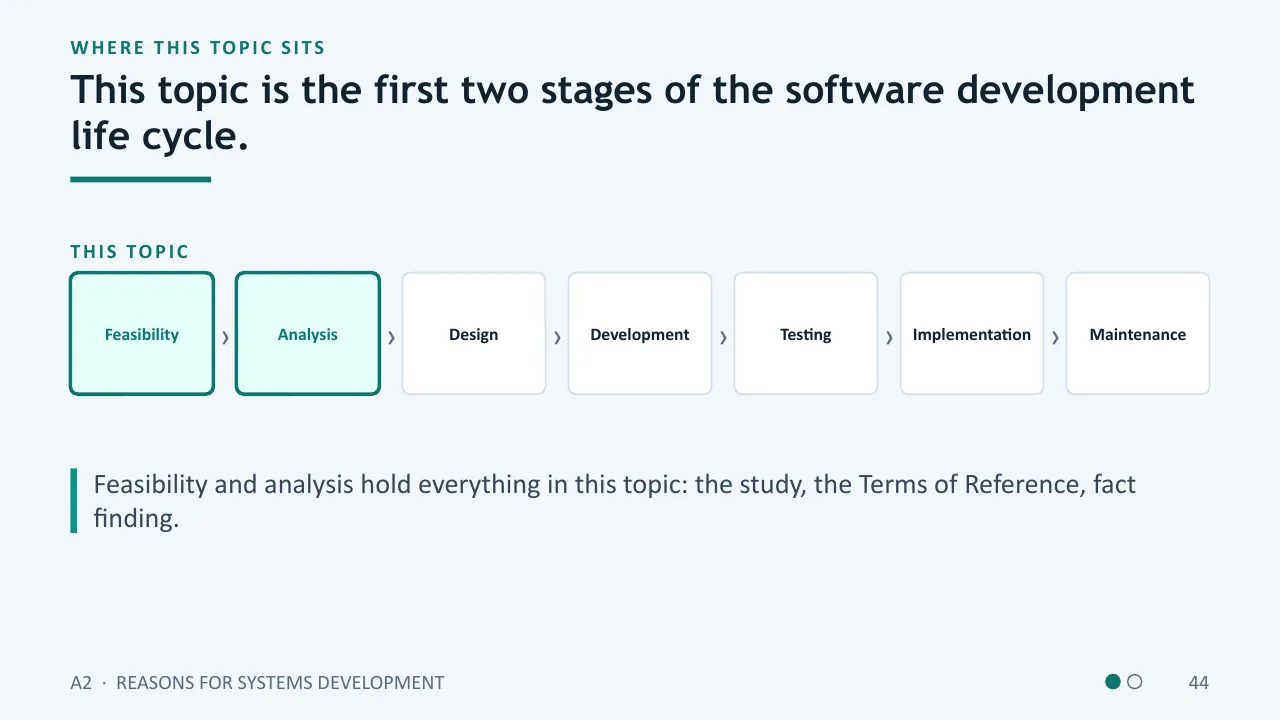 WHERE THIS TOPIC SITS
This topic is the first two stages of the software development
life cycle.
THIS TOPIC
Feasibility › Analysis › Design › Development › Testing › Implementation › Maintenance
Feasibility and analysis hold everything in this topic: the study, the Terms of Reference, fact
finding.
A2 · REASONS FOR SYSTEMS DEVELOPMENT 44